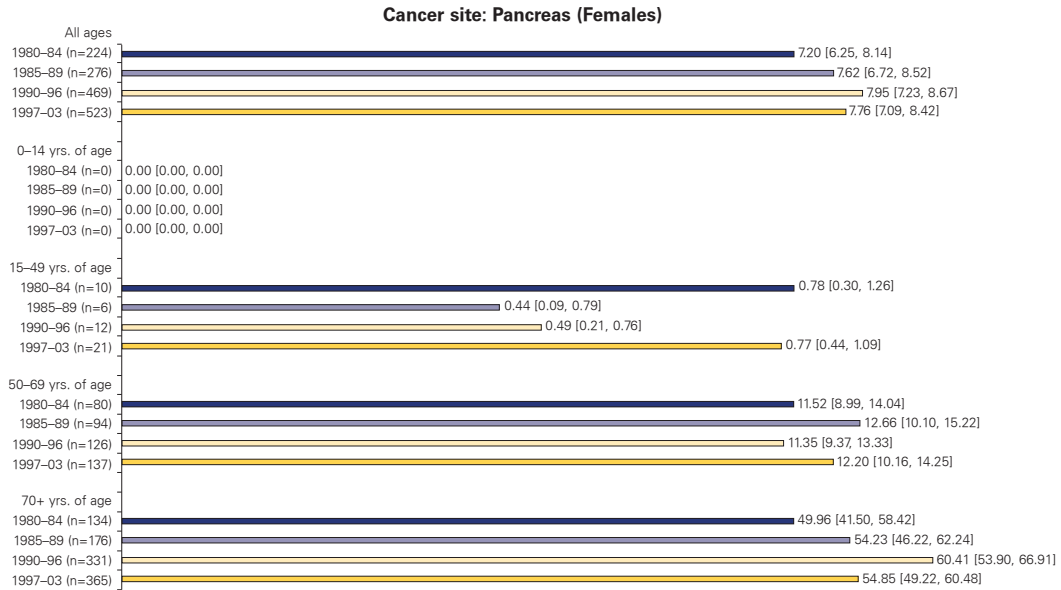 Cancer site: Pancreas (Females)
All ages
1980–84 (n=224) 7.20 [6.25, 8.14]
1985–89 (n=276) 7.62 [6.72, 8.52]
1990–96 (n=469) 7.95 [7.23, 8.67]
1997–03 (n=523) 7.76 [7.09, 8.42]
0–14 yrs. of age
1980–84 (n=0) 0.00 [0.00, 0.00]
1985–89 (n=0) 0.00 [0.00, 0.00]
1990–96 (n=0) 0.00 [0.00, 0.00]
1997–03 (n=0) 0.00 [0.00, 0.00]
15–49 yrs. of age
1980–84 (n=10) 0.78 [0.30, 1.26]
1985–89 (n=6) 0.44 [0.09, 0.79]
1990–96 (n=12) 0.49 [0.21, 0.76]
1997–03 (n=21) 0.77 [0.44, 1.09]
50–69 yrs. of age
1980–84 (n=80) 11.52 [8.99, 14.04]
1985–89 (n=94) 12.66 [10.10, 15.22]
1990–96 (n=126) 11.35 [9.37, 13.33]
1997–03 (n=137) 12.20 [10.16, 14.25]
70+ yrs. of age
1980–84 (n=134) 49.96 [41.50, 58.42]
1985–89 (n=176) 54.23 [46.22, 62.24]
1990–96 (n=331) 60.41 [53.90, 66.91]
1997–03 (n=365) 54.85 [49.22, 60.48]